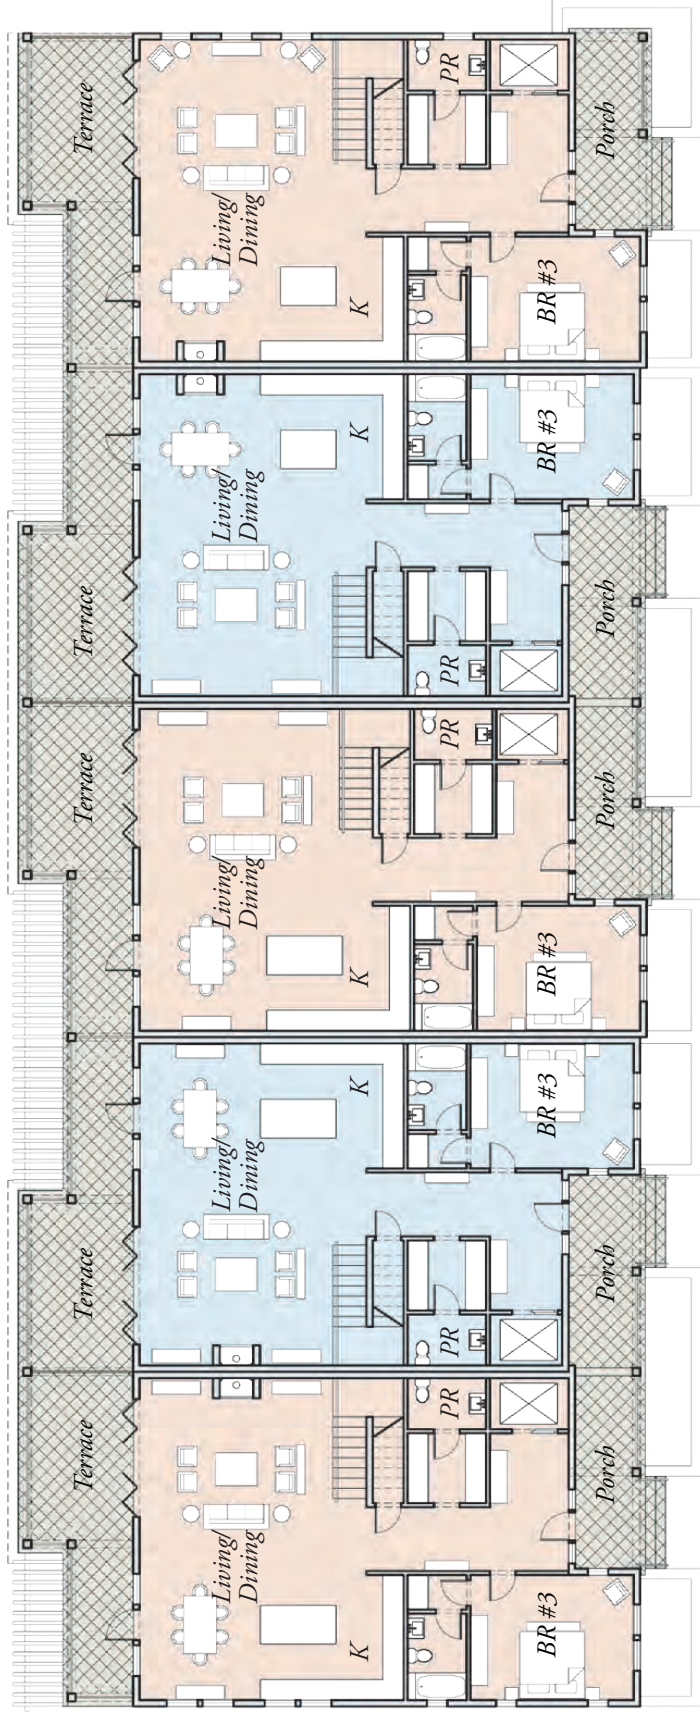 Terrace
Living/
Dining
K
PR
BR #3
Porch
Terrace
Living/
Dining
K
PR
BR #3
Porch
Terrace
Living/
Dining
K
PR
BR #3
Porch
Terrace
Living/
Dining
K
PR
BR #3
Porch
Terrace
Living/
Dining
K
PR
BR #3
Porch